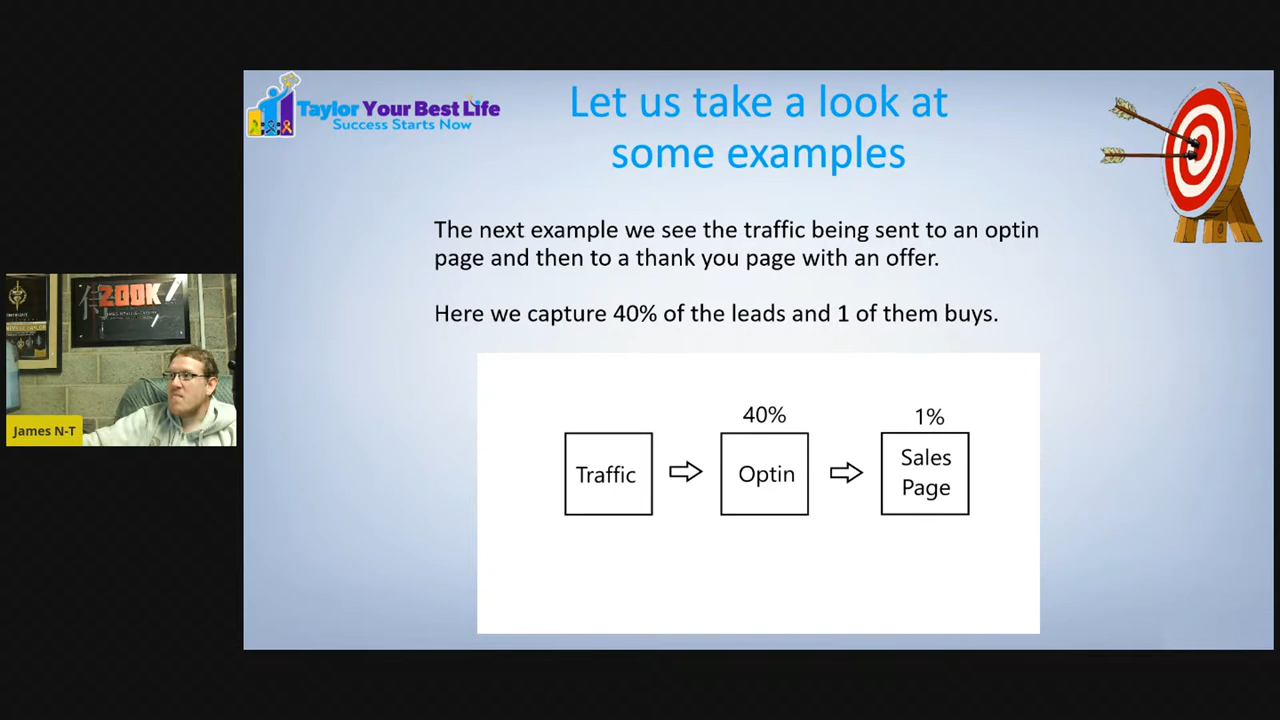 Taylor Your Best Life
Success Starts Now
Let us take a look at
some examples
The next example we see the traffic being sent to an optin
page and then to a thank you page with an offer.
Here we capture 40% of the leads and 1 of them buys.
40%
1%
Traffic
Optin
Sales
Page
200K
James N-T